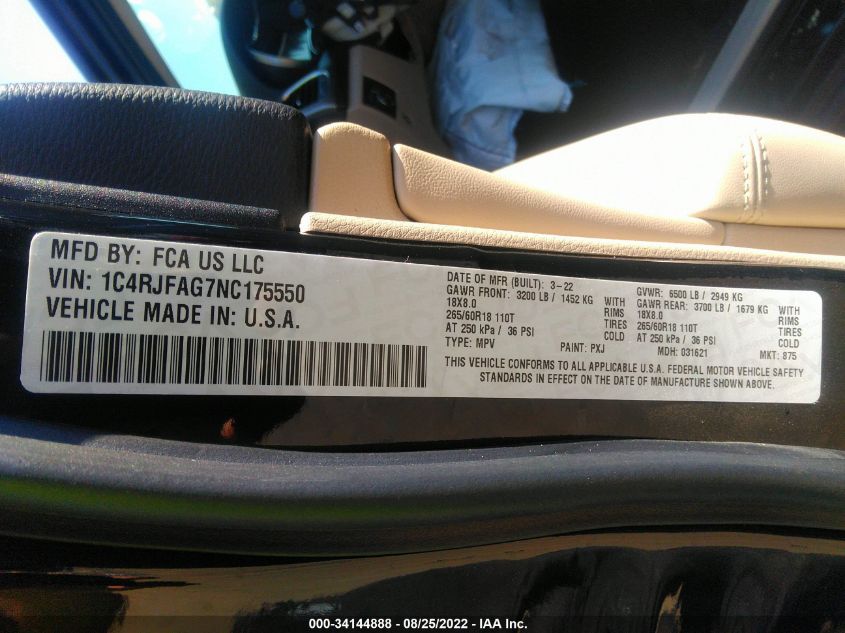 MFD BY: FCA US LLC
VIN: 1C4RJFAG7NC175550
VEHICLE MADE IN: U.S.A.
DATE OF MFR (BUILT): 3-22 GVWR: 6500 LB / 2949 KG
GAWR FRONT: 3200 LB / 1452 KG WITH GAWR REAR: 3700 LB / 1679 KG WITH
18X8.0 RIMS 18X8.0 RIMS
265/60R18 110T TIRES 265/60R18 110T TIRES
AT 250 kPa / 36 PSI COLD AT 250 kPa / 36 PSI COLD
TYPE: MPV PAINT: PXJ MDH: 031621 MKT: 875
THIS VEHICLE CONFORMS TO ALL APPLICABLE U.S.A. FEDERAL MOTOR VEHICLE SAFETY
STANDARDS IN EFFECT ON THE DATE OF MANUFACTURE SHOWN ABOVE.
000-34144888 - 08/25/2022 - IAA Inc.